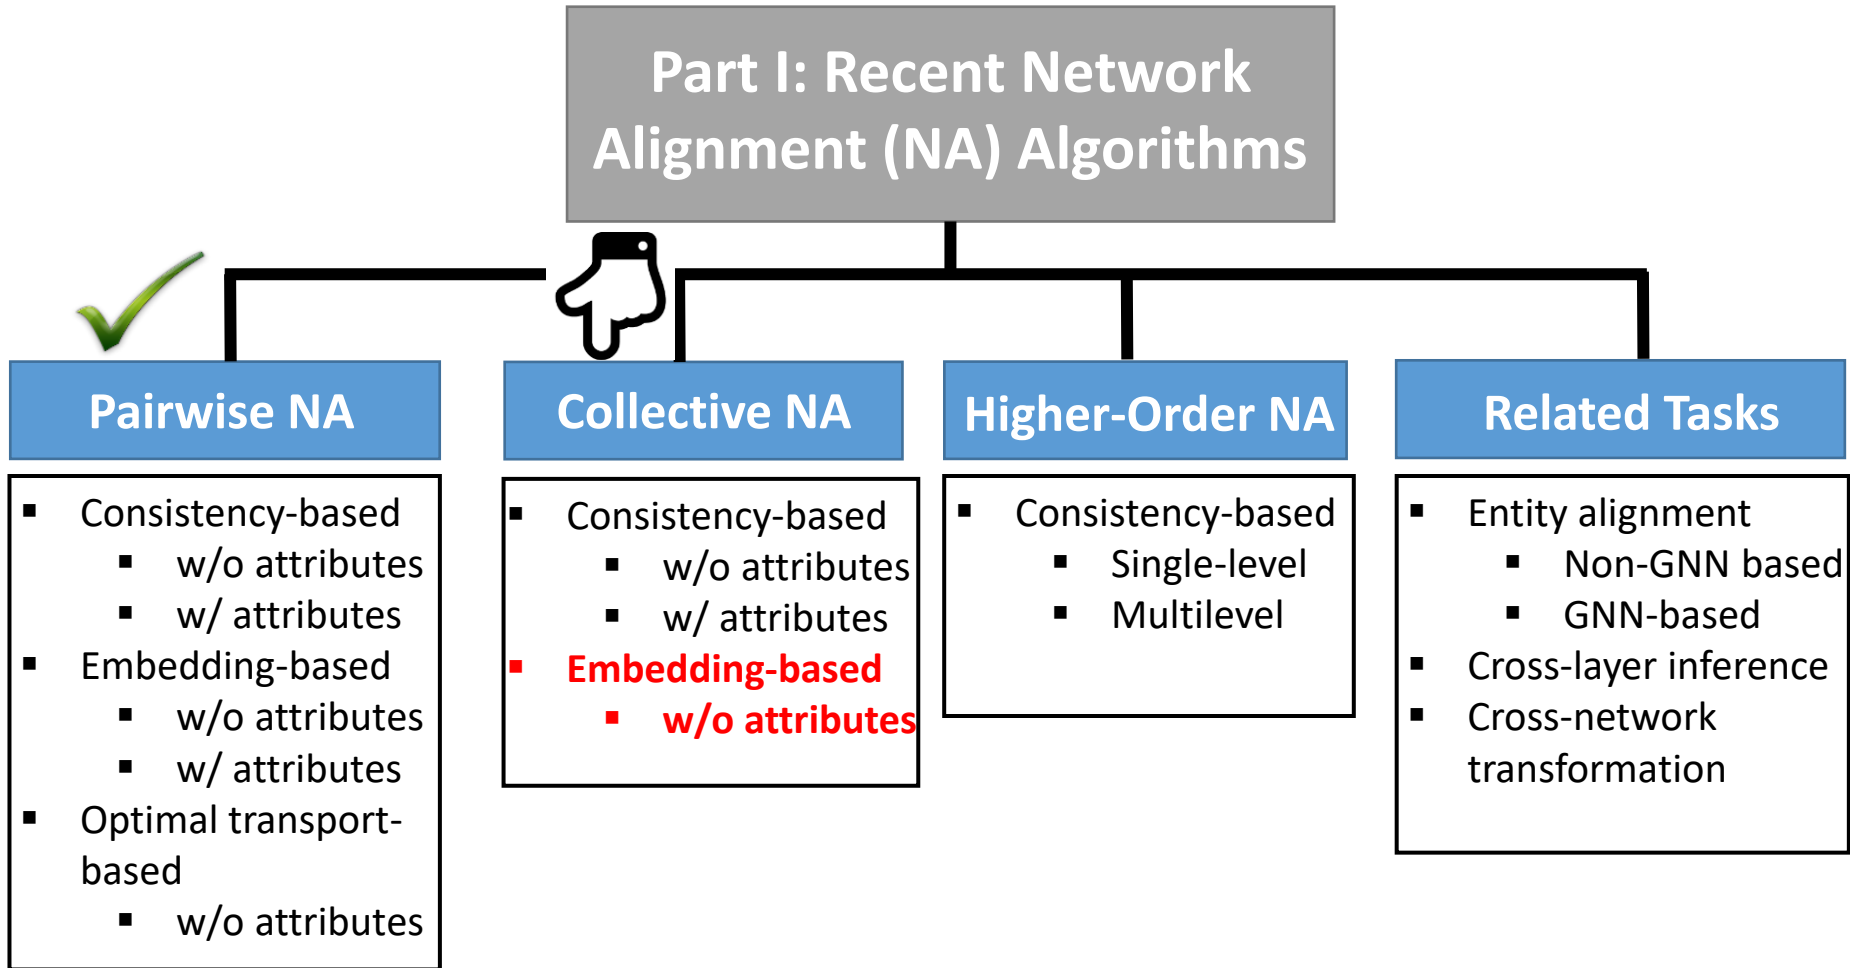 Part I: Recent Network
Alignment (NA) Algorithms
Pairwise NA
Consistency-based
w/o attributes
w/ attributes
Embedding-based
w/o attributes
w/ attributes
Optimal transport-
based
w/o attributes
Collective NA
Consistency-based
w/o attributes
w/ attributes
Embedding-based
w/o attributes
Higher-Order NA
Consistency-based
Single-level
Multilevel
Related Tasks
Entity alignment
Non-GNN based
GNN-based
Cross-layer inference
Cross-network
transformation